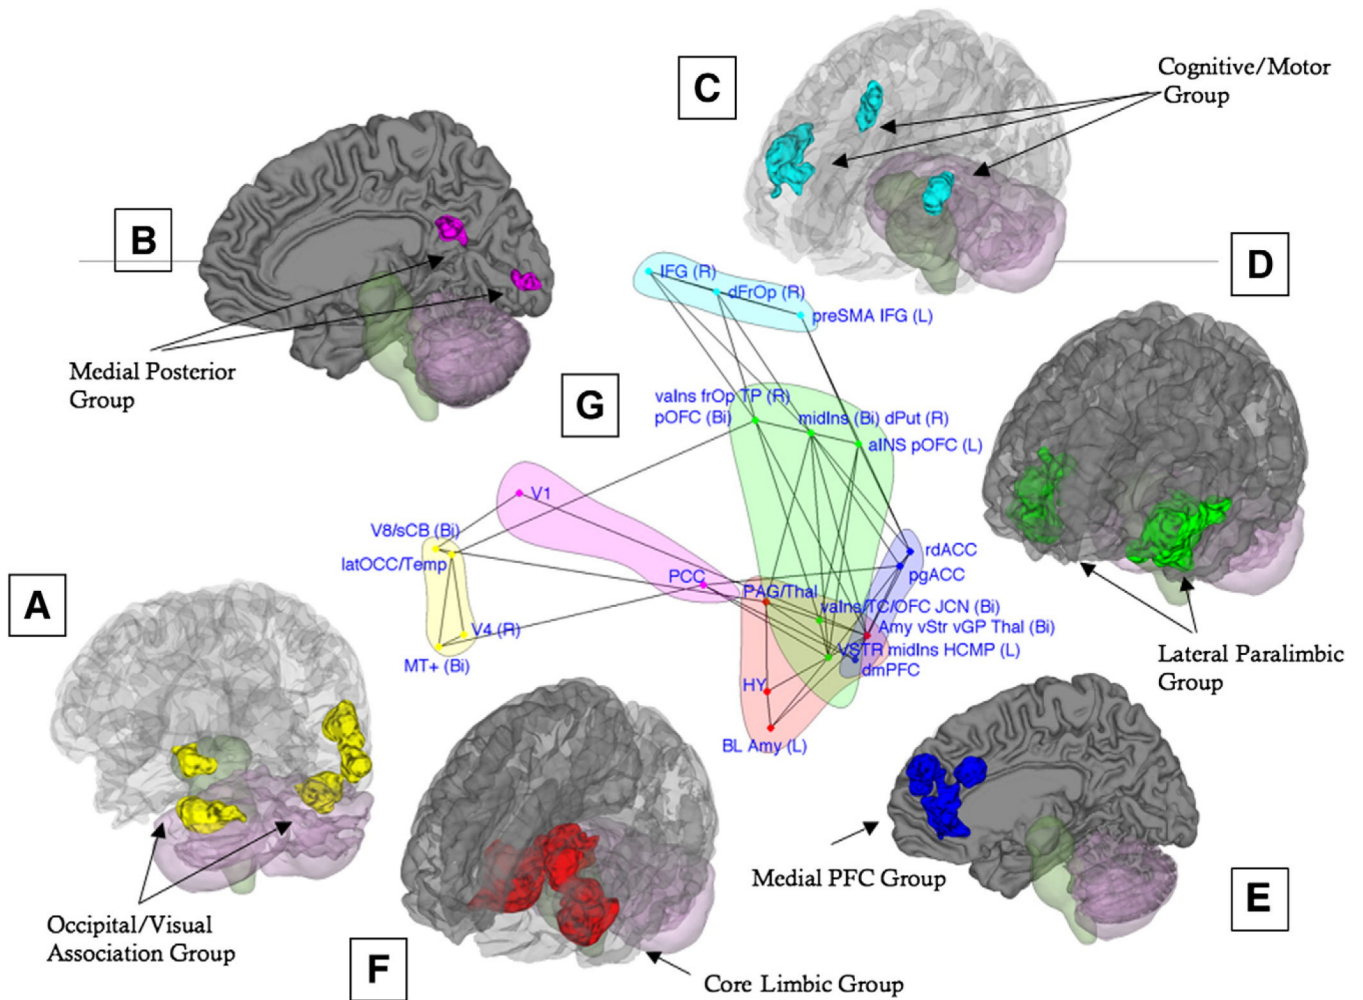 C
Cognitive/Motor
Group
B
D
IFG (R)
dFrOp (R)
preSMA IFG (L)
Medial Posterior
Group
G
vaIns frOp TP (R)
pOFC (Bi)
midIns (Bi) dPut (R)
aINS pOFC (L)
V1
V8/sCB (Bi)
latOCC/Temp
rdACC
pgACC
PCC
PAG/Thal
vaIns/TC/OFC JCN (Bi)
A
V4 (R)
Amy vStr vGP Thal (Bi)
VSTR midIns HCMP (L)
MT+ (Bi)
dmPFC
Lateral Paralimbic
Group
HY
BL Amy (L)
Medial PFC Group
E
Occipital/Visual
Association Group
F
Core Limbic Group